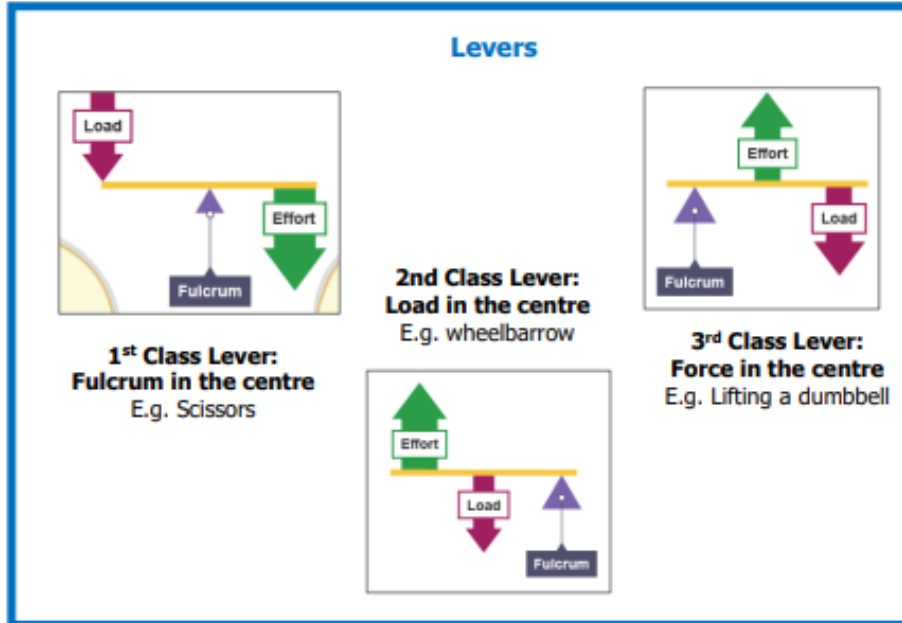 Levers
Load
Effort
Fulcrum
1st Class Lever:
Fulcrum in the centre
E.g. Scissors
2nd Class Lever:
Load in the centre
E.g. wheelbarrow
Effort
Load
Fulcrum
Effort
Load
Fulcrum
3rd Class Lever:
Force in the centre
E.g. Lifting a dumbbell